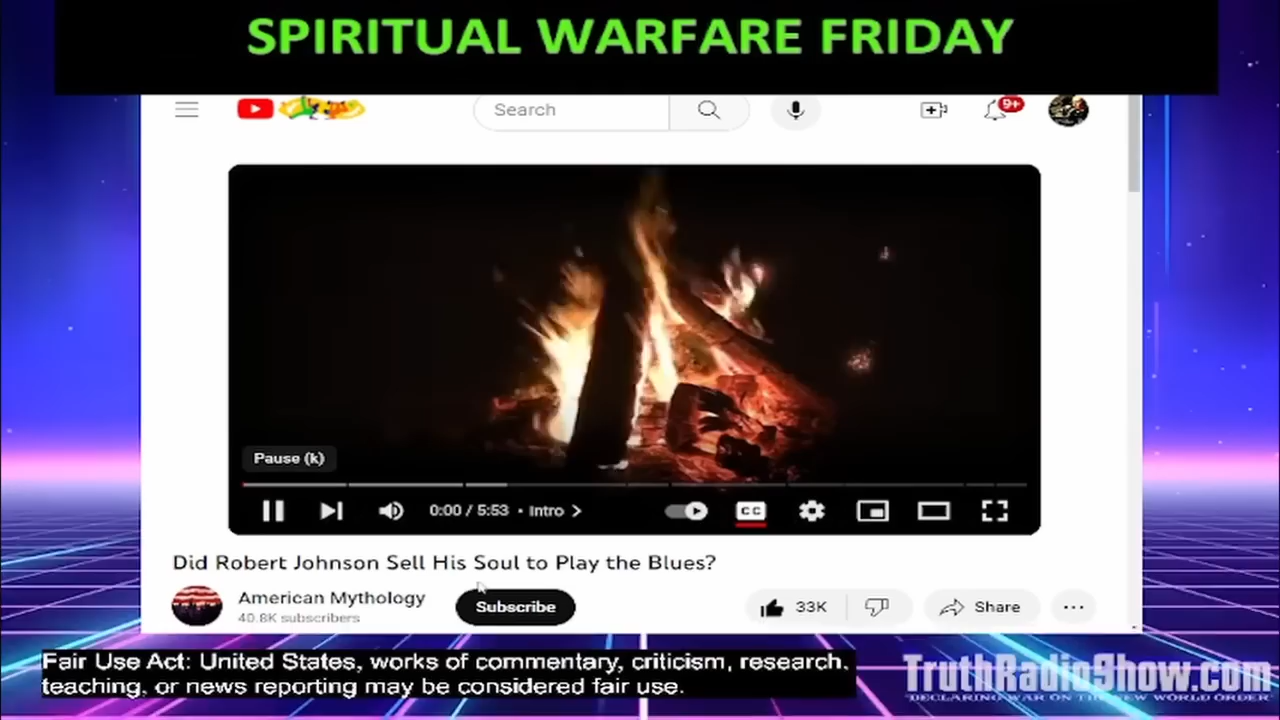 SPIRITUAL WARFARE FRIDAY
Search
9+
Pause (k)
0:00 / 5:53 • Intro >
CC
Did Robert Johnson Sell His Soul to Play the Blues?
American Mythology
40.8K subscribers
Subscribe
33K
Share
Fair Use Act: United States, works of commentary, criticism, research,
teaching, or news reporting may be considered fair use.
TruthRadioShow.com
DECLARING WAR ON THE NEW WORLD ORDER